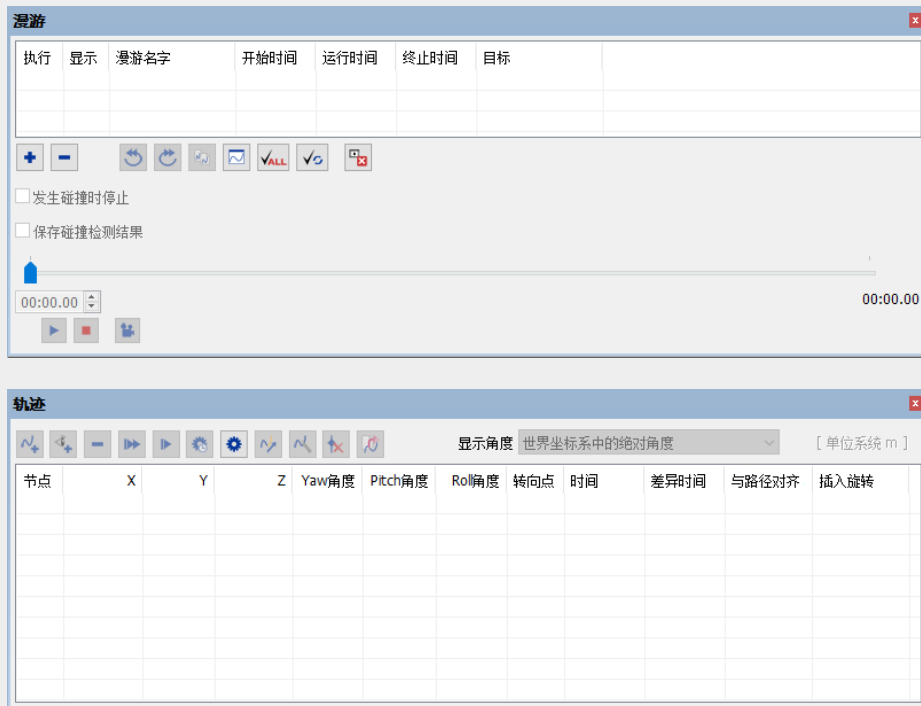 漫游
执行 显示 漫游名字 开始时间 运行时间 终止时间 目标
ALL
发生碰撞时停止
保存碰撞检测结果
00:00.00 00:00.00
轨迹
显示角度 世界坐标系中的绝对角度 [ 单位系统 m ]
节点 X Y Z Yaw角度 Pitch角度 Roll角度 转向点 时间 差异时间 与路径对齐 插入旋转